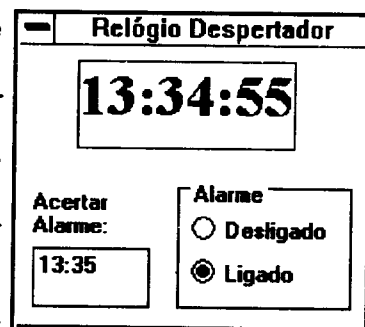 Relógio Despertador
13:34:55
Acertar
Alarme:
13:35
Alarme
Desligado
Ligado